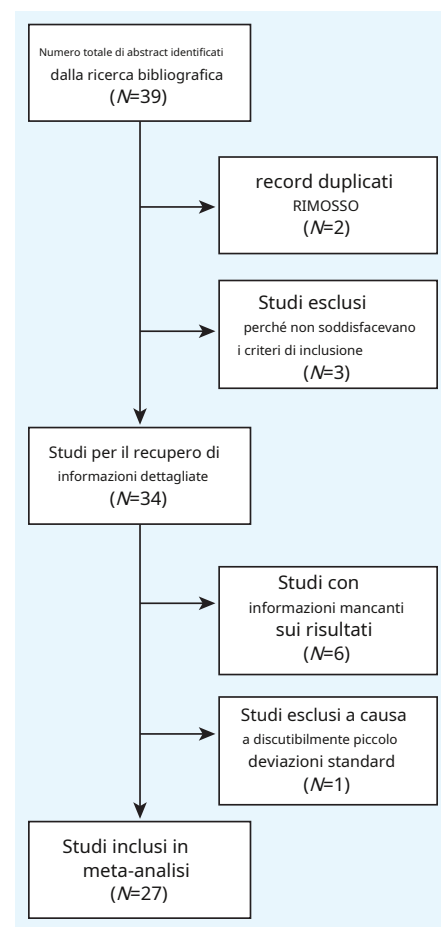 Numero totale di abstract identificati
dalla ricerca bibliografica
(N=39)
record duplicati
RIMOSSO
(N=2)
Studi esclusi
perché non soddisfacevano
i criteri di inclusione
(N=3)
Studi per il recupero di
informazioni dettagliate
(N=34)
Studi con
informazioni mancanti
sui risultati
(N=6)
Studi esclusi a causa
a discutibilmente piccolo
deviazioni standard
(N=1)
Studi inclusi in
meta-analisi
(N=27)